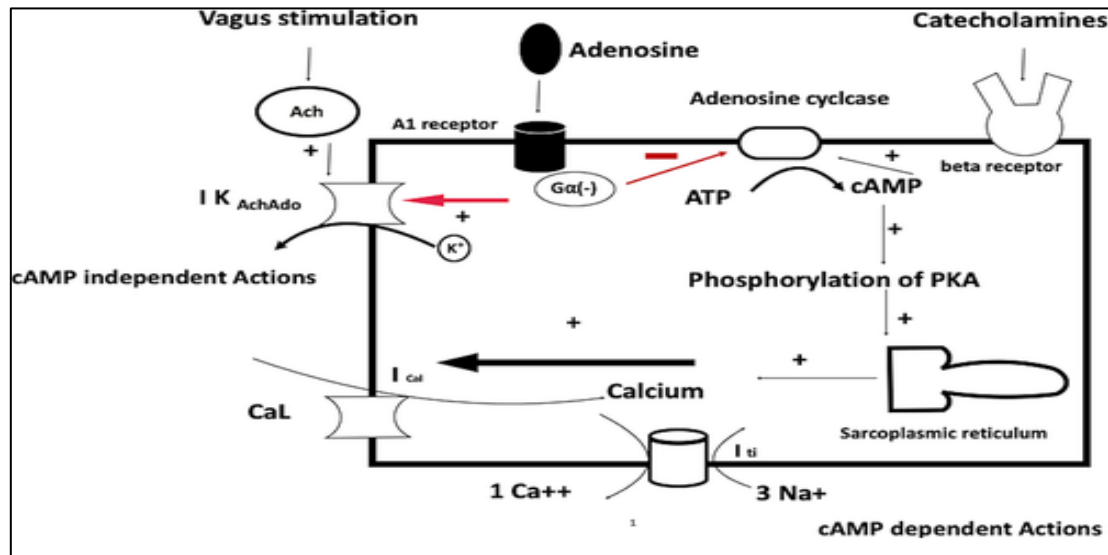 Vagus stimulation
Catecholamines
Adenosine
Ach
A1 receptor
Adenosine cyclcase
beta receptor
+
Gα(-)
ATP
cAMP
+
I K AchAdo
+
K⁺
+
cAMP independent Actions
Phosphorylation of PKA
+
+
+
I Cal
Calcium
CaL
Sarcoplasmic reticulum
I ti
1 Ca++
3 Na+
1
cAMP dependent Actions